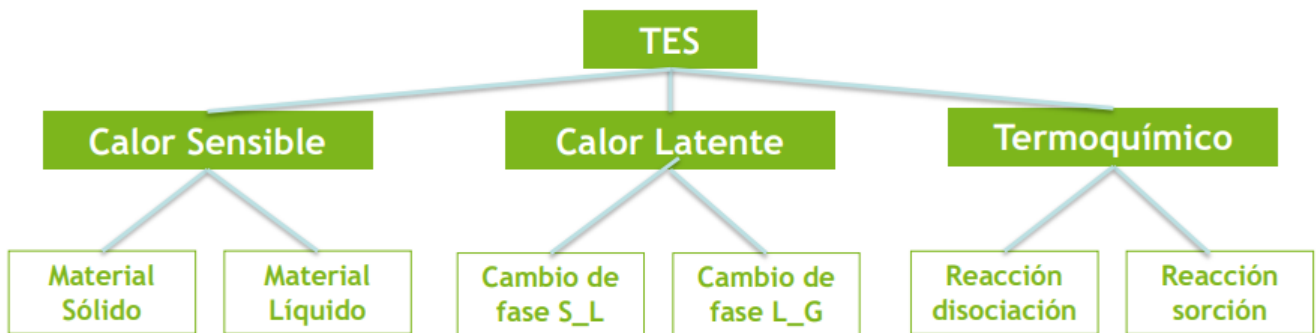 TES
Calor Sensible
Calor Latente
Termoquímico
Material
Sólido
Material
Líquido
Cambio de
fase S_L
Cambio de
fase L_G
Reacción
disociación
Reacción
sorción